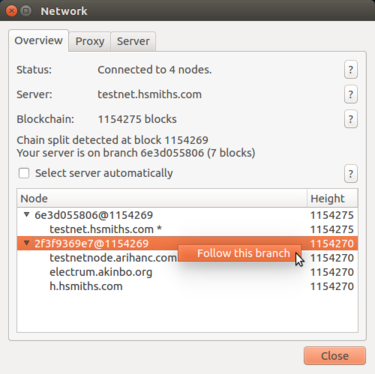 Network
Overview Proxy Server
Status: Connected to 4 nodes. ?
Server: testnet.hsmiths.com ?
Blockchain: 1154275 blocks ?
Chain split detected at block 1154269
Your server is on branch 6e3d055806 (7 blocks)
Select server automatically ?
Node Height
6e3d055806@1154269 1154275
testnet.hsmiths.com * 1154275
2f3f9369e7@1154269 1154270
Follow this branch
testnetnode.arihanc.com 1154270
electrum.akinbo.org 1154270
h.hsmiths.com 1154270
Close